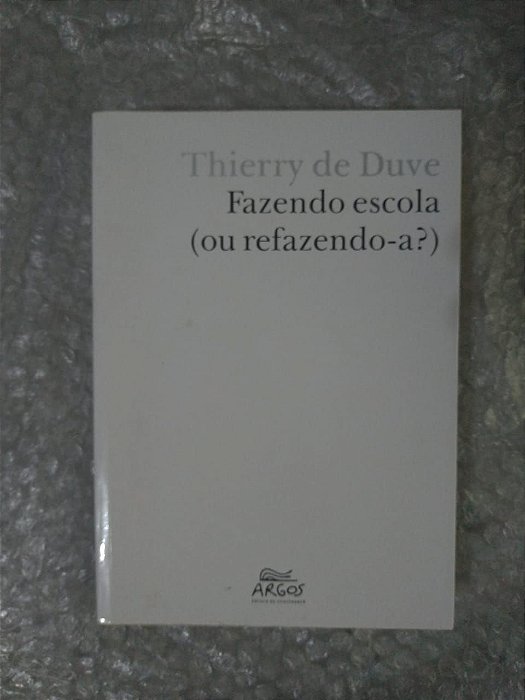 Thierry de Duve
Fazendo escola
(ou refazendo-a?)
ARGOS